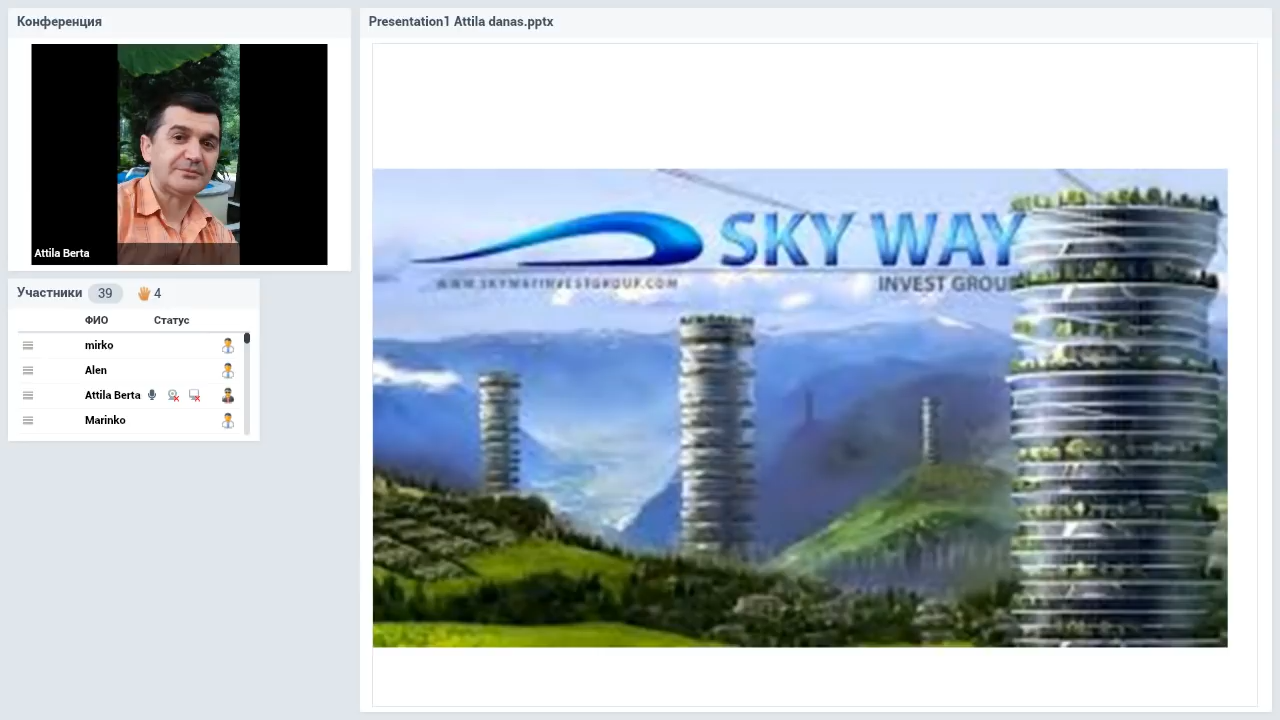 Конференция
Attila Berta
Участники 39 4
ФИО Статус
mirko
Alen
Attila Berta
Marinko
Presentation1 Attila danas.pptx
SKY WAY
WWW.SKYWAYINVESTGROUP.COM
INVEST GROUP